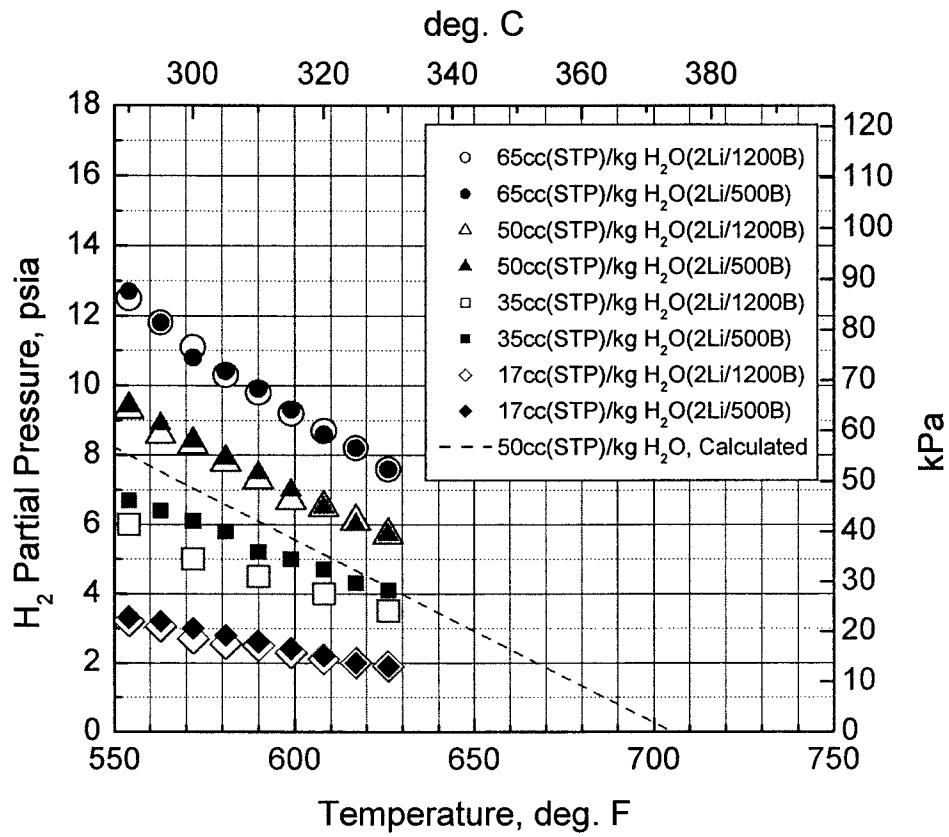 deg. C
300 320 340 360 380
18
16
14
12
10
8
6
4
2
0
H₂ Partial Pressure, psia
65cc(STP)/kg H₂O(2Li/1200B)
65cc(STP)/kg H₂O(2Li/500B)
50cc(STP)/kg H₂O(2Li/1200B)
50cc(STP)/kg H₂O(2Li/500B)
35cc(STP)/kg H₂O(2Li/1200B)
35cc(STP)/kg H₂O(2Li/500B)
17cc(STP)/kg H₂O(2Li/1200B)
17cc(STP)/kg H₂O(2Li/500B)
50cc(STP)/kg H₂O, Calculated
120
110
100
90
80
70
60
50
40
30
20
10
0
kPa
550 600 650 700 750
Temperature, deg. F